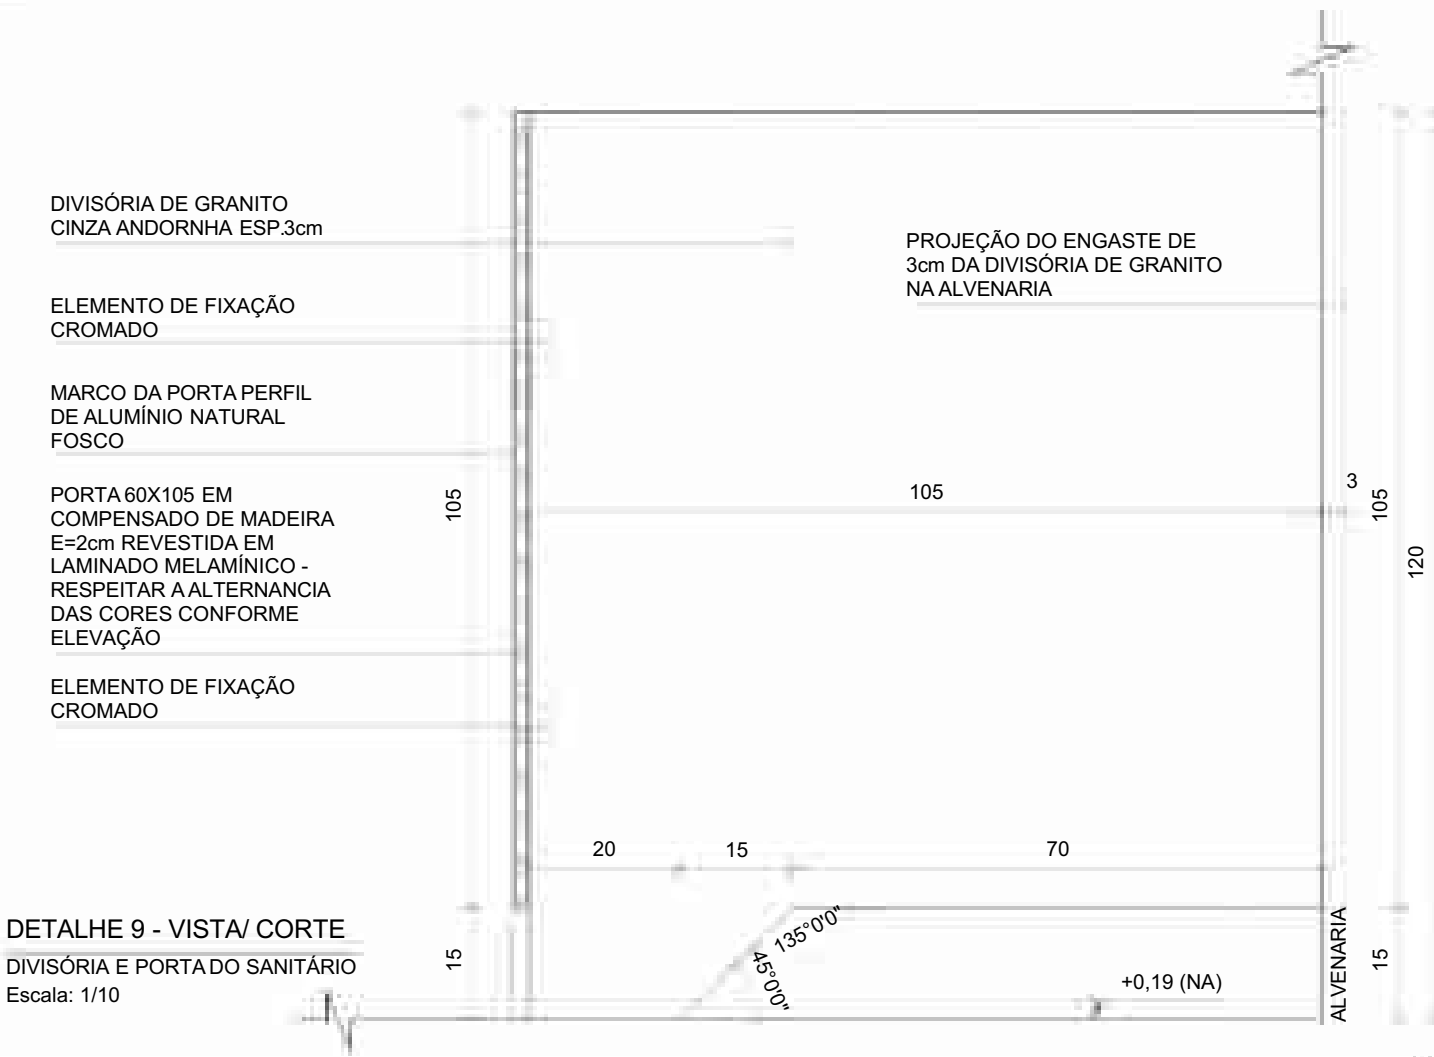 DIVISÓRIA DE GRANITO
CINZA ANDORNHA ESP.3cm
PROJEÇÃO DO ENGASTE DE
3cm DA DIVISÓRIA DE GRANITO
NA ALVENARIA
ELEMENTO DE FIXAÇÃO
CROMADO
MARCO DA PORTA PERFIL
DE ALUMÍNIO NATURAL
FOSCO
PORTA 60X105 EM
COMPENSADO DE MADEIRA
E=2cm REVESTIDA EM
LAMINADO MELAMÍNICO -
RESPEITAR A ALTERNANCIA
DAS CORES CONFORME
ELEVAÇÃO
ELEMENTO DE FIXAÇÃO
CROMADO
105
105
3
105
120
20
15
70
15
135°0'0"
45°0'0"
+0,19 (NA)
ALVENARIA
15
DETALHE 9 - VISTA/ CORTE
DIVISÓRIA E PORTA DO SANITÁRIO
Escala: 1/10